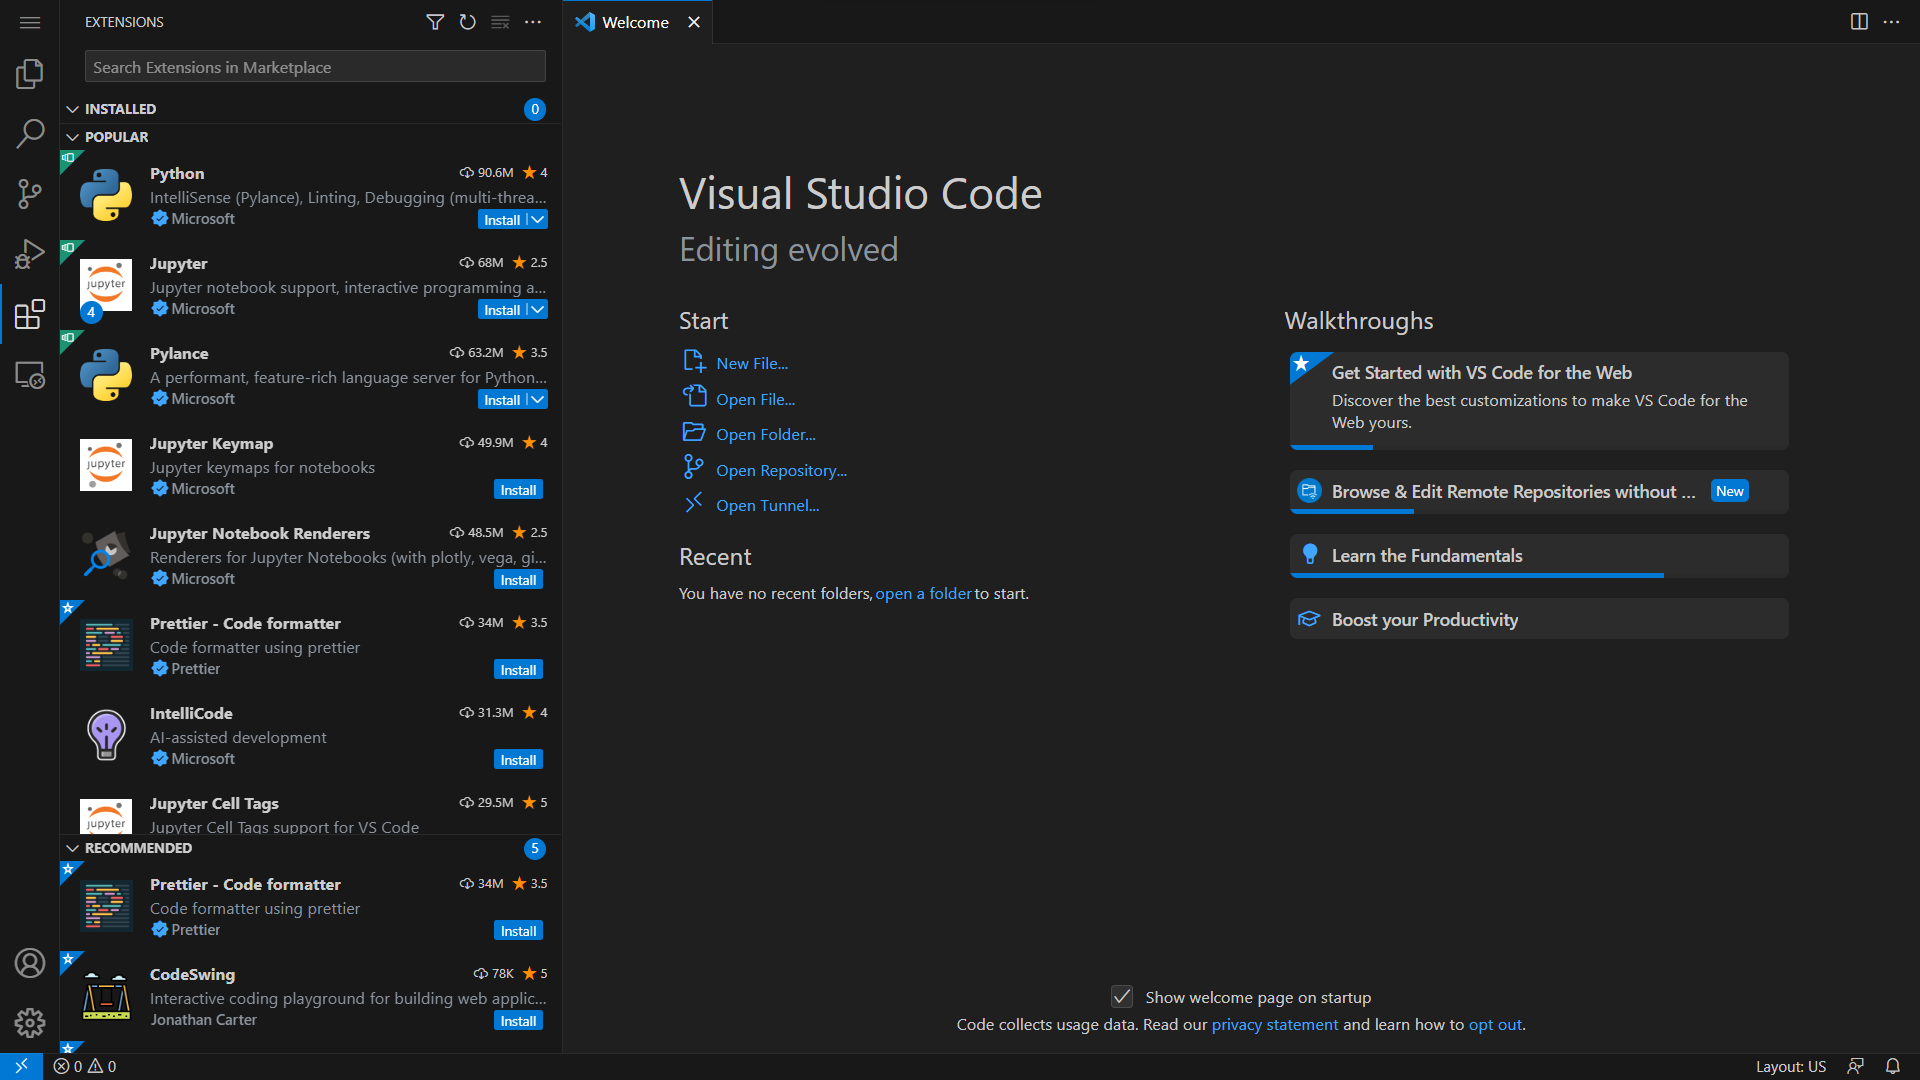 EXTENSIONS
Search Extensions in Marketplace
INSTALLED 0
POPULAR
Python 90.6M 4
IntelliSense (Pylance), Linting, Debugging (multi-threa...
Microsoft Install
Jupyter 68M 2.5
Jupyter notebook support, interactive programming a...
Microsoft Install
jupyter
4
Pylance 63.2M 3.5
A performant, feature-rich language server for Python...
Microsoft Install
Jupyter Keymap 49.9M 4
Jupyter keymaps for notebooks
Microsoft Install
jupyter
Jupyter Notebook Renderers 48.5M 2.5
Renderers for Jupyter Notebooks (with plotly, vega, gi...
Microsoft Install
Prettier - Code formatter 34M 3.5
Code formatter using prettier
Prettier Install
IntelliCode 31.3M 4
AI-assisted development
Microsoft Install
Jupyter Cell Tags 29.5M 5
Jupyter Cell Tags support for VS Code
jupyter
RECOMMENDED 5
Prettier - Code formatter 34M 3.5
Code formatter using prettier
Prettier Install
CodeSwing 78K 5
Interactive coding playground for building web applic...
Jonathan Carter Install
0 0
Welcome
Visual Studio Code
Editing evolved
Start
New File...
Open File...
Open Folder...
Open Repository...
Open Tunnel...
Recent
You have no recent folders, open a folder to start.
Walkthroughs
Get Started with VS Code for the Web
Discover the best customizations to make VS Code for the
Web yours.
Browse & Edit Remote Repositories without ... New
Learn the Fundamentals
Boost your Productivity
Show welcome page on startup
Code collects usage data. Read our privacy statement and learn how to opt out.
Layout: US